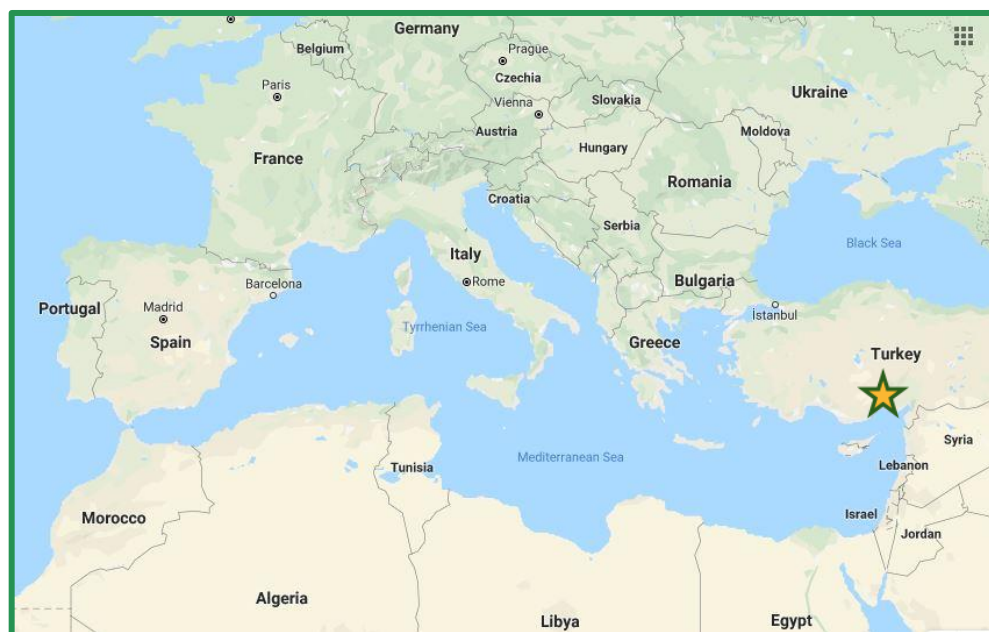 Germany
Belgium
Prague
Czechia
Paris
Ukraine
Vienna
Slovakia
Austria
Moldova
Hungary
France
Romania
Croatia
Serbia
Black Sea
Italy
Bulgaria
Rome
Barcelona
Portugal
Madrid
İstanbul
Tyrrhenian Sea
Spain
Greece
Turkey
Syria
Mediterranean Sea
Lebanon
Tunisia
Israel
Morocco
Jordan
Algeria
Libya
Egypt